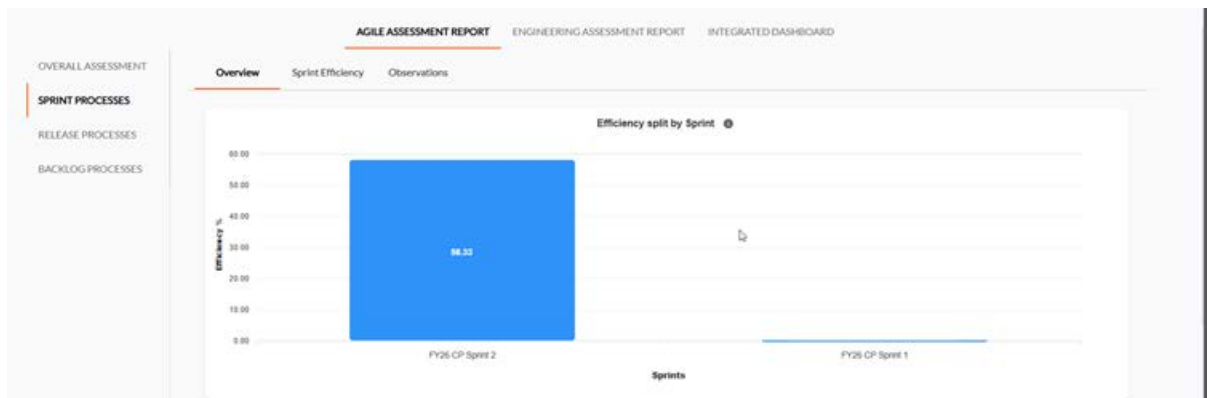 AGILE ASSESSMENT REPORT ENGINEERING ASSESSMENT REPORT INTEGRATED DASHBOARD
OVERALL ASSESSMENT
SPRINT PROCESSES
RELEASE PROCESSES
BACKLOG PROCESSES
Overview Sprint Efficiency Observations
Efficiency split by Sprint
60.00
50.00
40.00
30.00
20.00
10.00
0.00
Efficiency %
58.33
FY26 CP Sprint 2 FY26 CP Sprint 1
Sprints